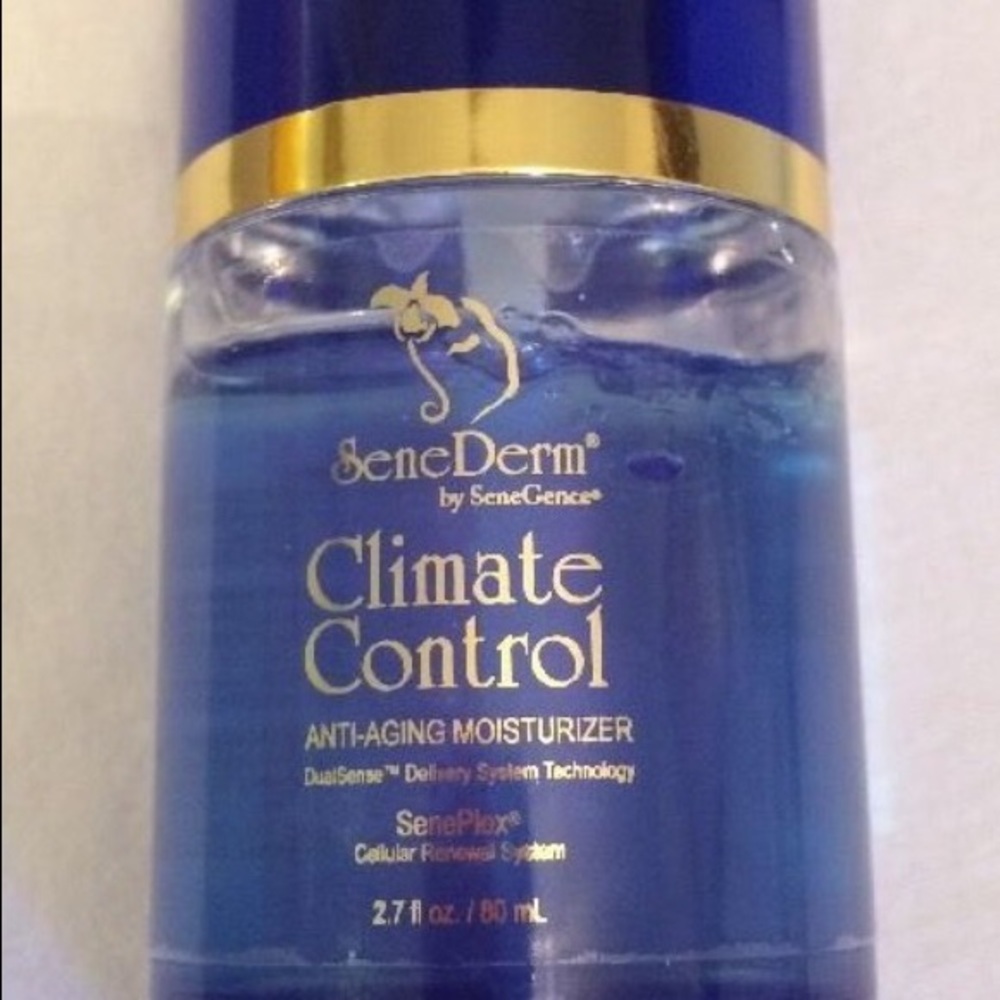 SeneDerm®
by SeneGence®
Climate
Control
ANTI-AGING MOISTURIZER
DualSense™ Delivery System Technology
SenePlex®
Cellular Renewal System
2.7 fl oz. / 80 mL